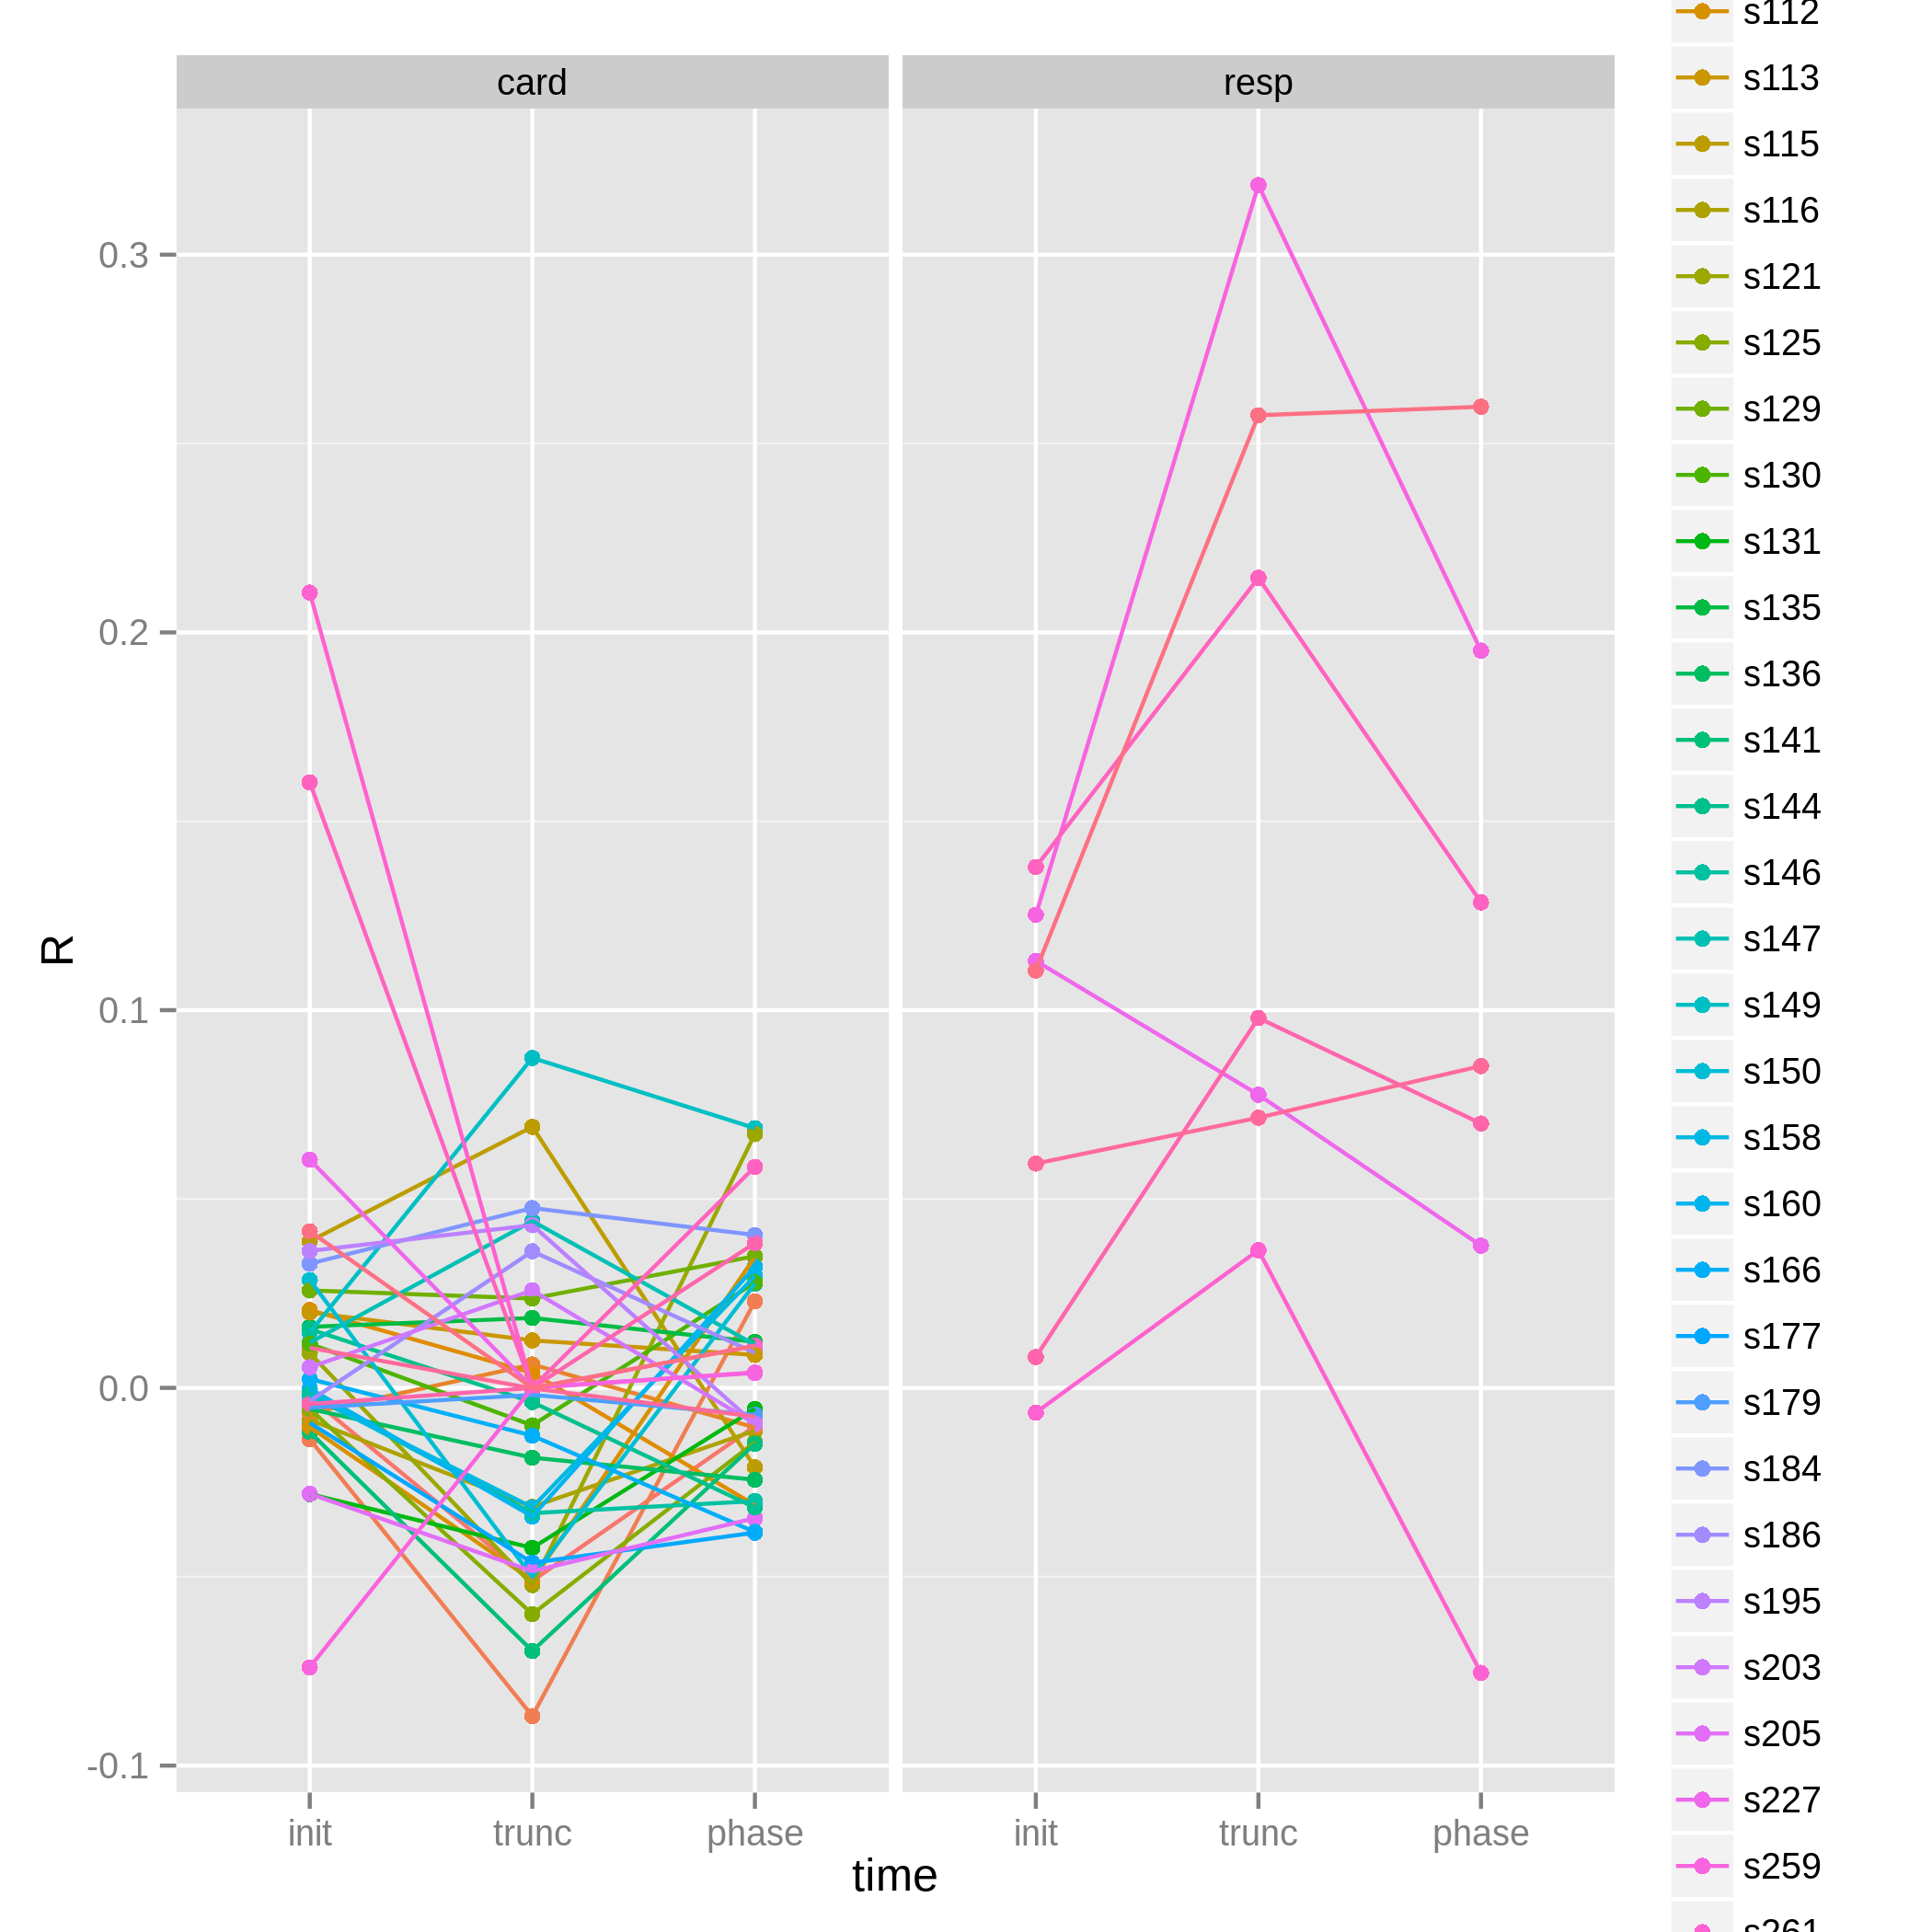 card
resp
0.3
0.2
0.1
0.0
-0.1
R
init
trunc
phase
init
trunc
phase
time
s112
s113
s115
s116
s121
s125
s129
s130
s131
s135
s136
s141
s144
s146
s147
s149
s150
s158
s160
s166
s177
s179
s184
s186
s195
s203
s205
s227
s259
s261